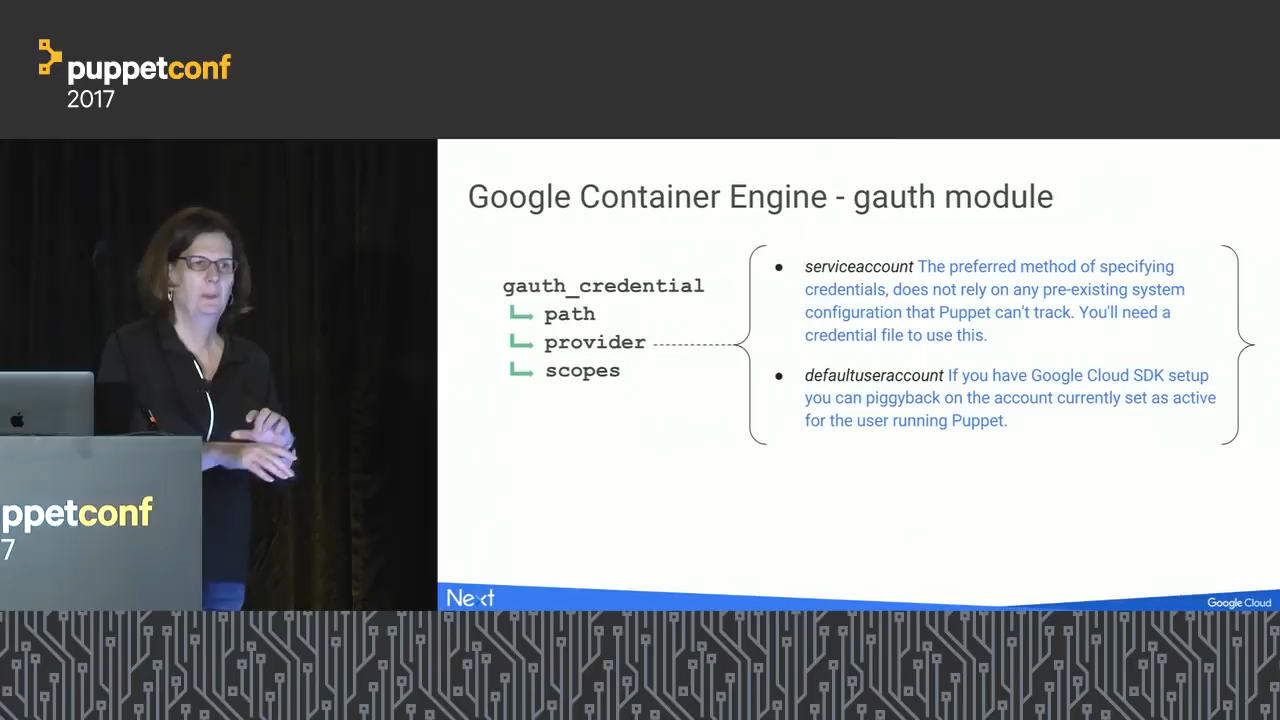 puppetconf
2017
Google Container Engine - gauth module
gauth_credential
path
provider
scopes
● serviceaccount The preferred method of specifying
credentials, does not rely on any pre-existing system
configuration that Puppet can't track. You'll need a
credential file to use this.
● defaultuseraccount If you have Google Cloud SDK setup
you can piggyback on the account currently set as active
for the user running Puppet.
ppetconf
7
Next
Google Cloud